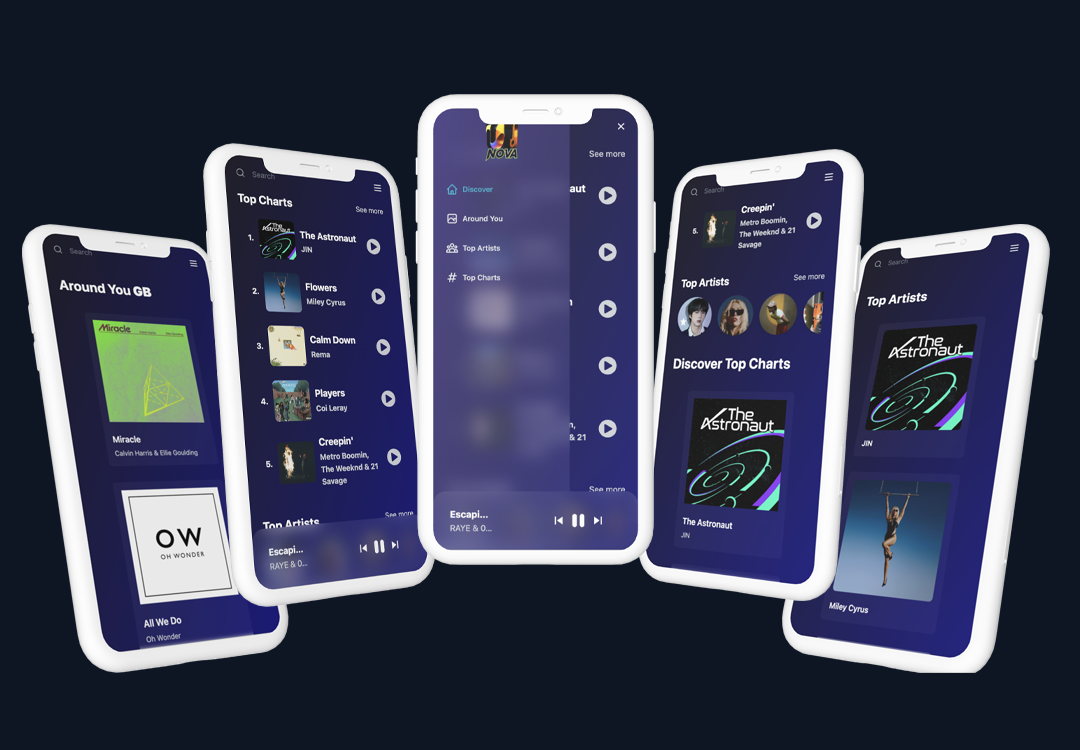 Search
Around You GB
Miracle
Miracle
Calvin Harris & Ellie Goulding
OW
OH WONDER
All We Do
Oh Wonder
Search
Top Charts
See more
1.
The Astronaut
The Astronaut
JIN
2.
Flowers
Miley Cyrus
3.
Calm Down
Rema
4.
Players
Coi Leray
5.
Creepin'
Metro Boomin,
The Weeknd & 21
Savage
Top Artists
See more
Escapi...
RAYE & 0...
NOVA
See more
Discover
aut
Around You
Top Artists
Top Charts
n,
& 21
See more
Escapi...
RAYE & 0...
Search
5.
Creepin'
Metro Boomin,
The Weeknd & 21
Savage
Top Artists
See more
Discover Top Charts
The
Astronaut
The Astronaut
JIN
Search
Top Artists
The
Astronaut
JIN
Miley Cyrus